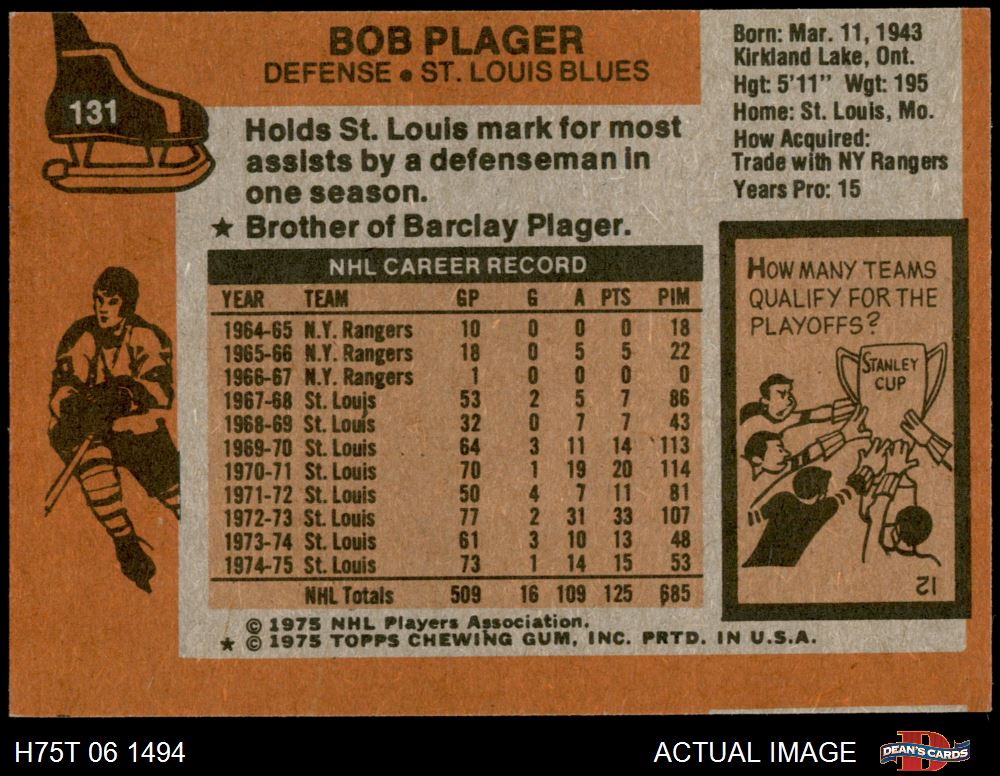 131
BOB PLAGER
DEFENSE • ST. LOUIS BLUES
Holds St. Louis mark for most
assists by a defenseman in
one season.
★ Brother of Barclay Plager.
Born: Mar. 11, 1943
Kirkland Lake, Ont.
Hgt: 5'11" Wgt: 195
Home: St. Louis, Mo.
How Acquired:
Trade with NY Rangers
Years Pro: 15
NHL CAREER RECORD
YEAR TEAM GP G A PTS PIM
1964-65 N.Y. Rangers 10 0 0 0 18
1965-66 N.Y. Rangers 18 0 5 5 22
1966-67 N.Y. Rangers 1 0 0 0 0
1967-68 St. Louis 53 2 5 7 86
1968-69 St. Louis 32 0 7 7 43
1969-70 St. Louis 64 3 11 14 113
1970-71 St. Louis 70 1 19 20 114
1971-72 St. Louis 50 4 7 11 81
1972-73 St. Louis 77 2 31 33 107
1973-74 St. Louis 61 3 10 13 48
1974-75 St. Louis 73 1 14 15 53
NHL Totals 509 16 109 125 685
HOW MANY TEAMS
QUALIFY FOR THE
PLAYOFFS?
STANLEY
CUP
12
© 1975 NHL Players Association.
★ © 1975 TOPPS CHEWING GUM, INC. PRTD. IN U.S.A.
H75T 06 1494
ACTUAL IMAGE
D
DEAN'S CARDS